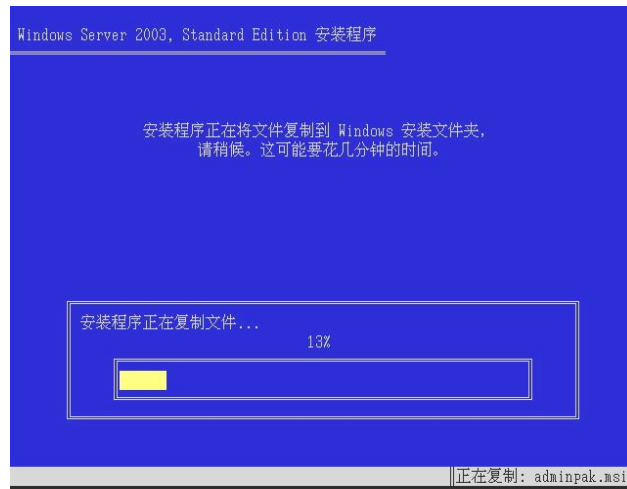 Windows Server 2003, Standard Edition 安装程序
安装程序正在将文件复制到 Windows 安装文件夹,
请稍候。这可能要花几分钟的时间。
安装程序正在复制文件...
13%
正在复制: adminpak.msi